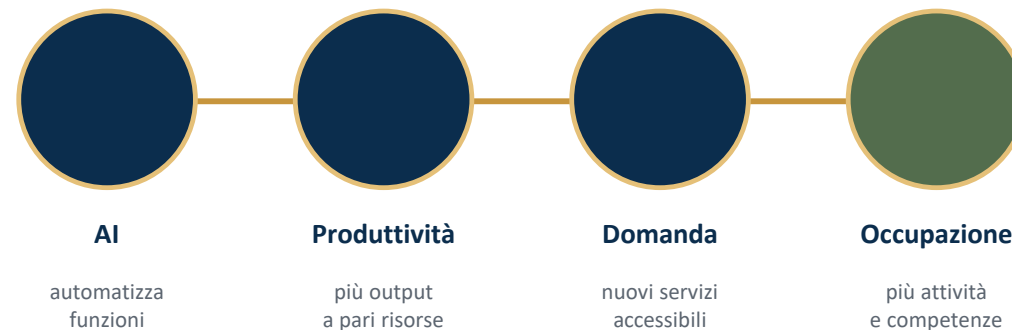 AI
automatizza
funzioni
Produttività
più output
a pari risorse
Domanda
nuovi servizi
accessibili
Occupazione
più attività
e competenze